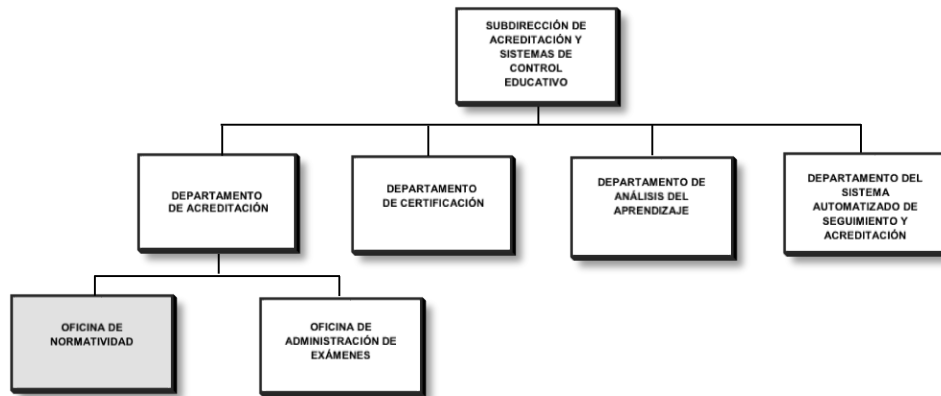 SUBDIRECCIÓN DE
ACREDITACIÓN Y
SISTEMAS DE
CONTROL
EDUCATIVO
DEPARTAMENTO
DE ACREDITACIÓN
DEPARTAMENTO
DE CERTIFICACIÓN
DEPARTAMENTO DE
ANÁLISIS DEL
APRENDIZAJE
DEPARTAMENTO DEL
SISTEMA
AUTOMATIZADO DE
SEGUIMIENTO Y
ACREDITACIÓN
OFICINA DE
NORMATIVIDAD
OFICINA DE
ADMINISTRACIÓN DE
EXÁMENES